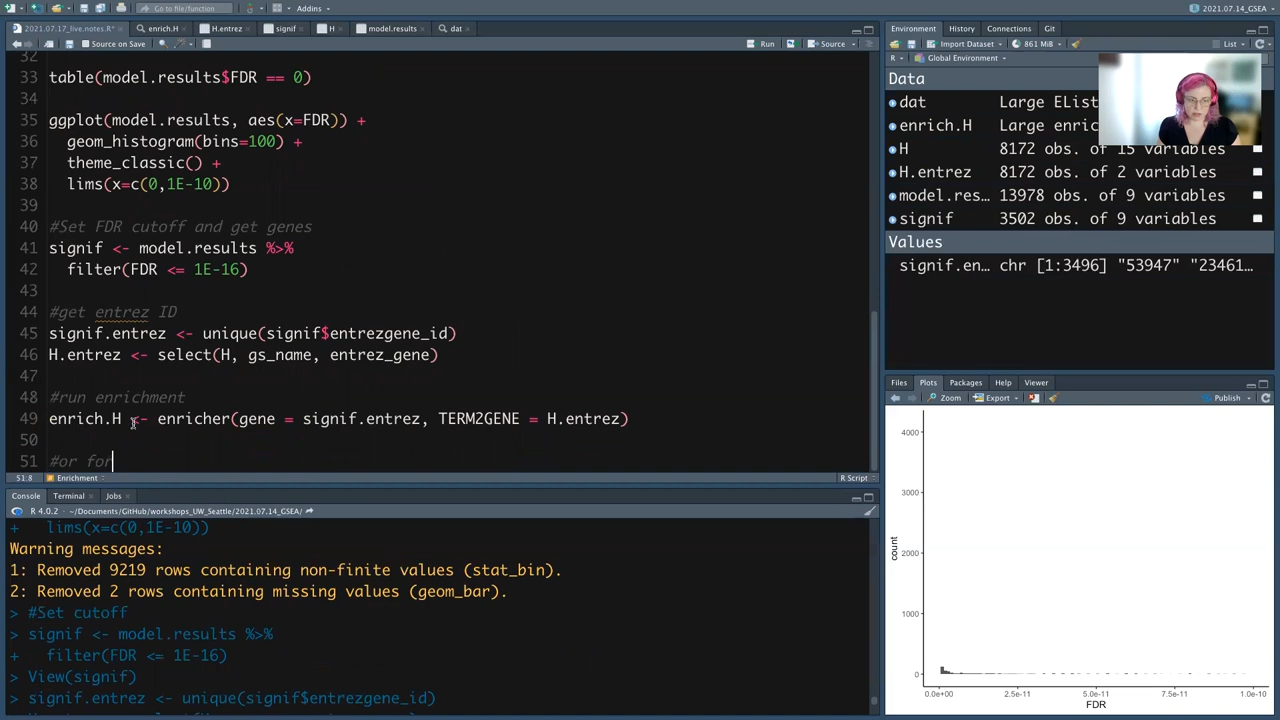 Go to file/function
Addins
2021.07.14_GSEA
2021.07.17_live.notes.R*
enrich.H
H.entrez
signif
H
model.results
dat
Source on Save
Run
Source
32
33 table(model.results$FDR == 0)
34
35 ggplot(model.results, aes(x=FDR)) +
36 geom_histogram(bins=100) +
37 theme_classic() +
38 lims(x=c(0,1E-10))
39
40 #Set FDR cutoff and get genes
41 signif <- model.results %>%
42 filter(FDR <= 1E-16)
43
44 #get entrez ID
45 signif.entrez <- unique(signif$entrezgene_id)
46 H.entrez <- select(H, gs_name, entrez_gene)
47
48 #run enrichment
49 enrich.H <- enricher(gene = signif.entrez, TERM2GENE = H.entrez)
50
51 #or for
51:8 Enrichment
R Script
Console Terminal Jobs
R 4.0.2 · ~/Documents/GitHub/workshops_UW_Seattle/2021.07.14_GSEA/
+ lims(x=c(0,1E-10))
Warning messages:
1: Removed 9219 rows containing non-finite values (stat_bin).
2: Removed 2 rows containing missing values (geom_bar).
> #Set cutoff
> signif <- model.results %>%
+ filter(FDR <= 1E-16)
> View(signif)
> signif.entrez <- unique(signif$entrezgene_id)
Environment History Connections Git
Import Dataset
861 MiB
List
R
Global Environment
Data
dat Large EList
enrich.H Large enric
H 8172 obs. of 15 variables
H.entrez 8172 obs. of 2 variables
model.res… 13978 obs. of 9 variables
signif 3502 obs. of 9 variables
Values
signif.en… chr [1:3496] "53947" "23461…
Files Plots Packages Help Viewer
Zoom Export Publish
4000
3000
2000
1000
0
count
0.0e+00 2.5e-11 5.0e-11 7.5e-11 1.0e-10
FDR